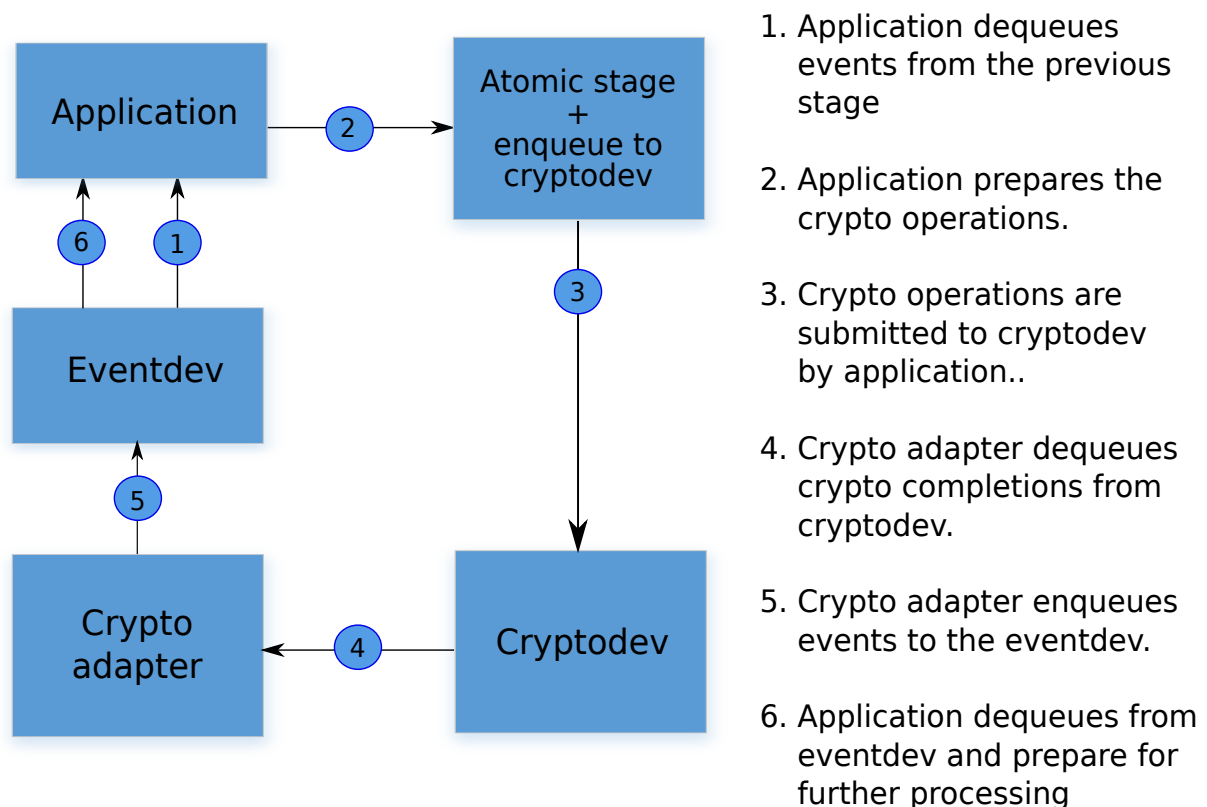 Application
2
Atomic stage
+
enqueue to
cryptodev
6
1
3
Eventdev
5
Crypto
adapter
4
Cryptodev
1. Application dequeues
events from the previous
stage
2. Application prepares the
crypto operations.
3. Crypto operations are
submitted to cryptodev
by application..
4. Crypto adapter dequeues
crypto completions from
cryptodev.
5. Crypto adapter enqueues
events to the eventdev.
6. Application dequeues from
eventdev and prepare for
further processing